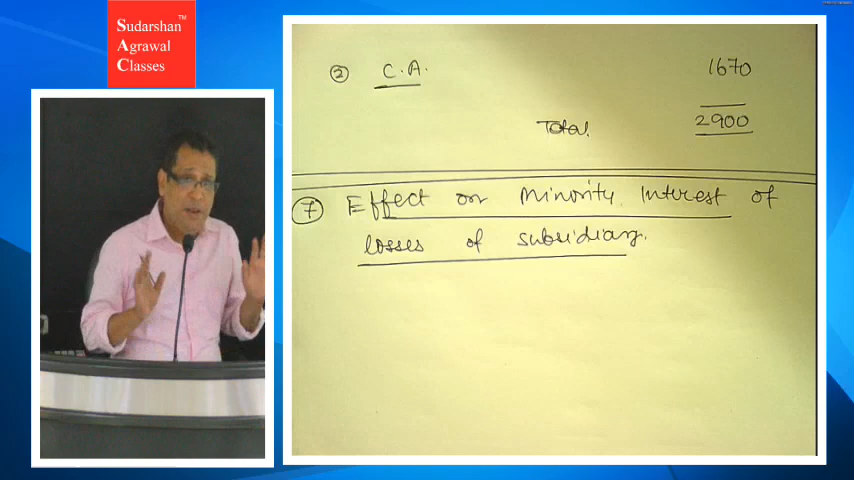 Sudarshan™
Agrawal
Classes
② C.A. 1670
Total 2900
⑦ Effect on Minority Interest of
losses of subsidiary.